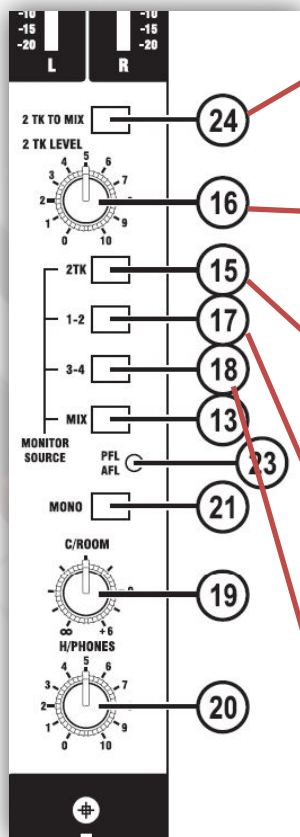 -10 -10
-15 -15
-20 -20
L R
2 TK TO MIX 24
2 TK LEVEL
0 1 2 3 4 5 6 7 9 10 16
2TK 15
1-2 17
3-4 18
MIX 13
MONITOR
SOURCE
PFL 23
AFL
MONO 21
C/ROOM
∞ +6 19
H/PHONES
0 1 2 3 4 5 6 7 9 10 20